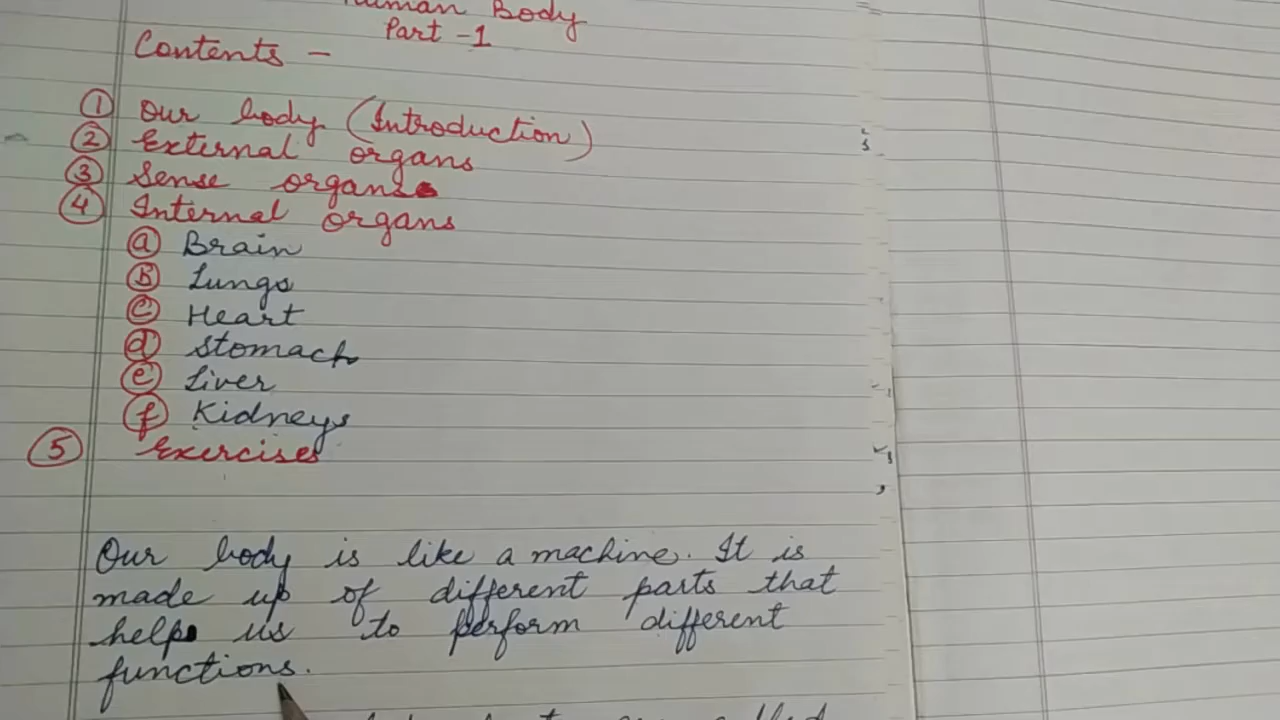 Human Body
Part -1
Contents -
① Our body (Introduction)
② External organs
③ Sense organs
④ Internal organs
ⓐ Brain
Ⓑ Lungs
ⓒ Heart
ⓓ Stomach
ⓔ Liver
ⓕ Kidneys
⑤ Exercises
Our body is like a machine. It is
made up of different parts that
help us to perform different
functions.